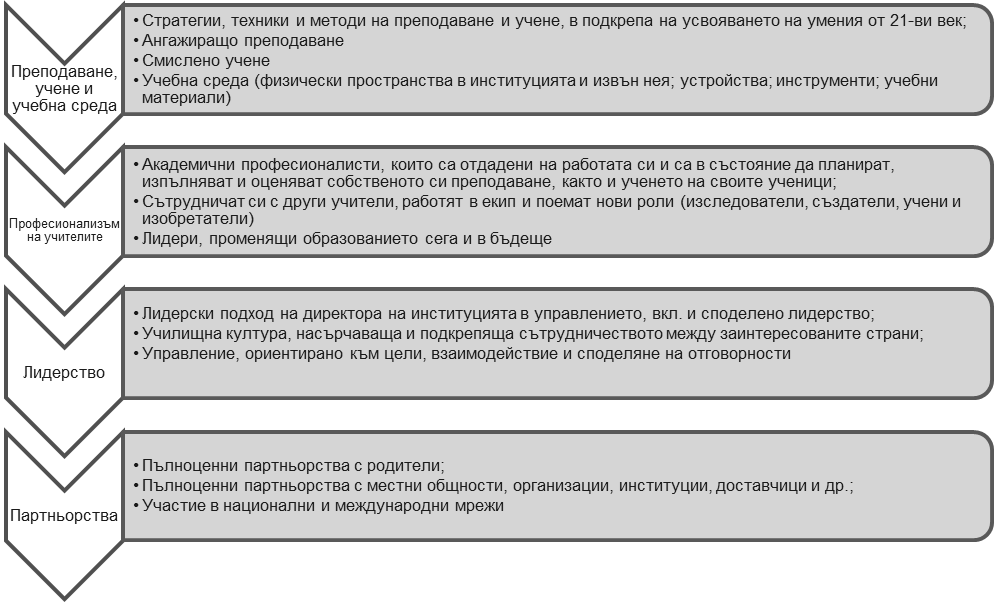 Преподаване,
учене и
учебна среда
• Стратегии, техники и методи на преподаване и учене, в подкрепа на усвояването на умения от 21-ви век;
• Ангажиращо преподаване
• Смислено учене
• Учебна среда (физически пространства в институцията и извън нея; устройства; инструменти; учебни
материали)
Професионализъм
на учителите
• Академични професионалисти, които са отдадени на работата си и са в състояние да планират,
изпълняват и оценяват собственото си преподаване, както и ученето на своите ученици;
• Сътрудничат си с други учители, работят в екип и поемат нови роли (изследователи, създатели, учени и
изобретатели)
• Лидери, променящи образованието сега и в бъдеще
Лидерство
• Лидерски подход на директора на институцията в управлението, вкл. и споделено лидерство;
• Училищна култура, насърчаваща и подкрепяща сътрудничеството между заинтересованите страни;
• Управление, ориентирано към цели, взаимодействие и споделяне на отговорности
Партньорства
• Пълноценни партньорства с родители;
• Пълноценни партньорства с местни общности, организации, институции, доставчици и др.;
• Участие в национални и международни мрежи